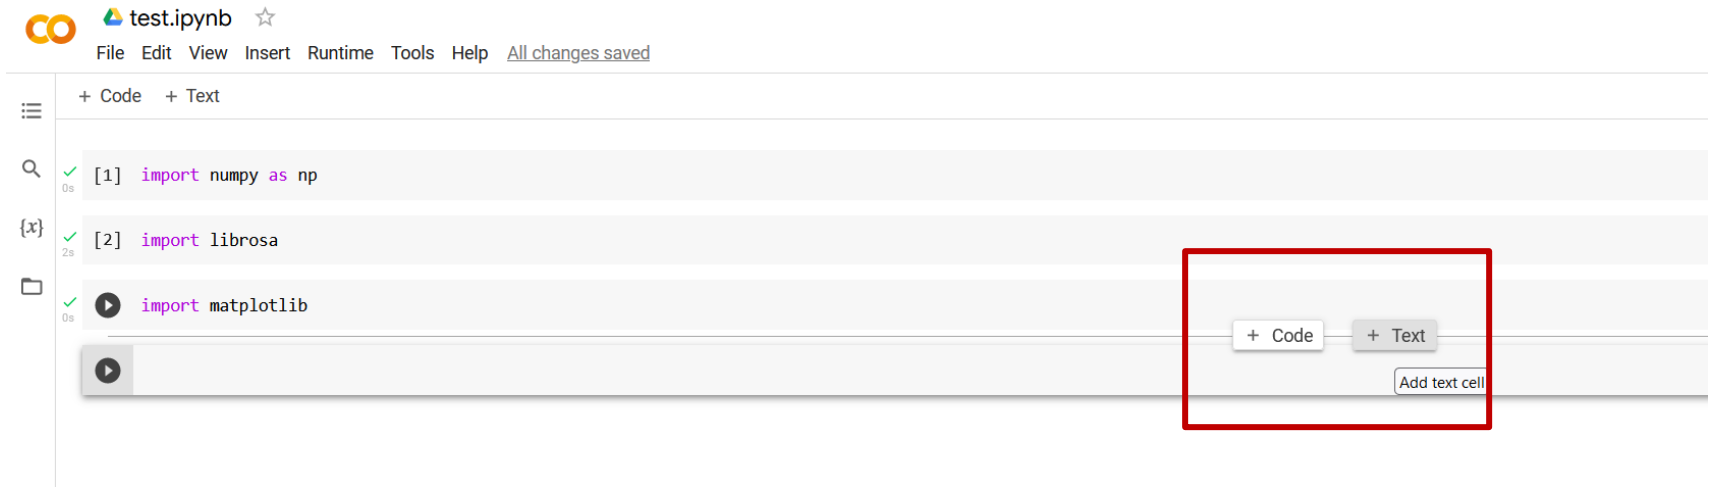 test.ipynb
File Edit View Insert Runtime Tools Help All changes saved
+ Code + Text
{x}
[1] import numpy as np
0s
[2] import librosa
2s
import matplotlib
0s
+ Code + Text
Add text cell